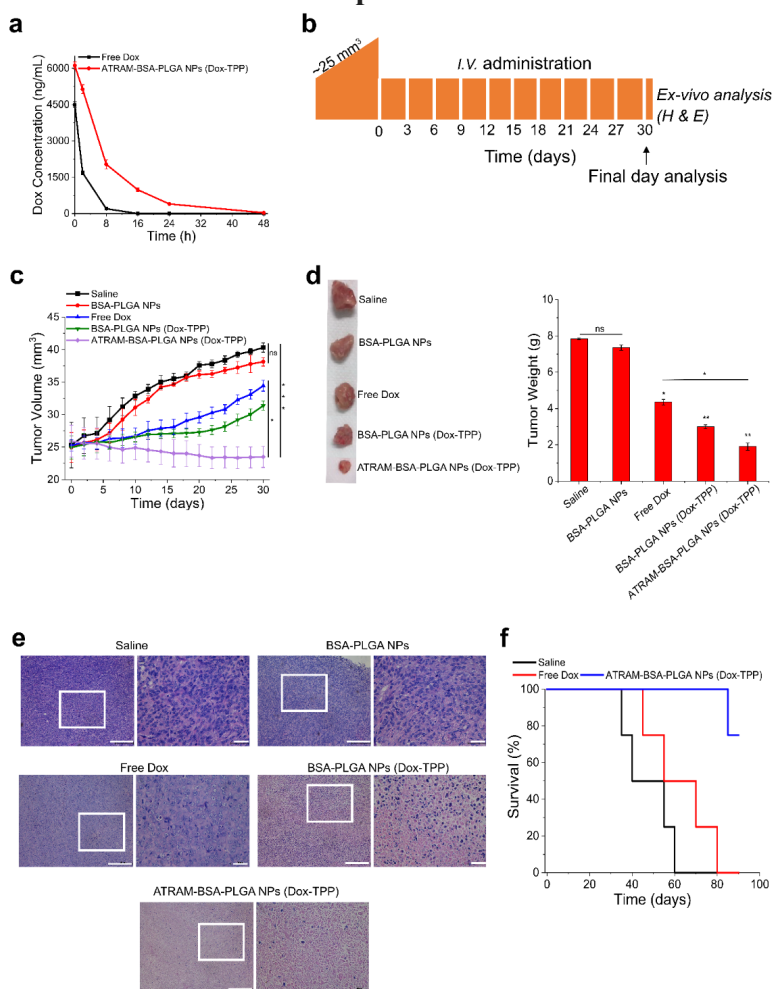 a
Free Dox
ATRAM-BSA-PLGA NPs (Dox-TPP)
Dox Concentration (ng/mL)
6000
4500
3000
1500
0
0 8 16 24 32 40 48
Time (h)
b
~25 mm³
I.V. administration
0 3 6 9 12 15 18 21 24 27 30
Time (days)
Ex-vivo analysis
(H & E)
Final day analysis
c
Saline
BSA-PLGA NPs
Free Dox
BSA-PLGA NPs (Dox-TPP)
ATRAM-BSA-PLGA NPs (Dox-TPP)
Tumor Volume (mm³)
45
40
35
30
25
20
0 5 10 15 20 25 30
Time (days)
ns
*
*
*
*
d
Saline
BSA-PLGA NPs
Free Dox
BSA-PLGA NPs (Dox-TPP)
ATRAM-BSA-PLGA NPs (Dox-TPP)
Tumor Weight (g)
10
8
6
4
2
0
ns
*
*
**
**
Saline
BSA-PLGA NPs
Free Dox
BSA-PLGA NPs (Dox-TPP)
ATRAM-BSA-PLGA NPs (Dox-TPP)
e
Saline
BSA-PLGA NPs
Free Dox
BSA-PLGA NPs (Dox-TPP)
ATRAM-BSA-PLGA NPs (Dox-TPP)
f
Saline
Free Dox
ATRAM-BSA-PLGA NPs (Dox-TPP)
Survival (%)
100
80
60
40
20
0
0 20 40 60 80 100
Time (days)